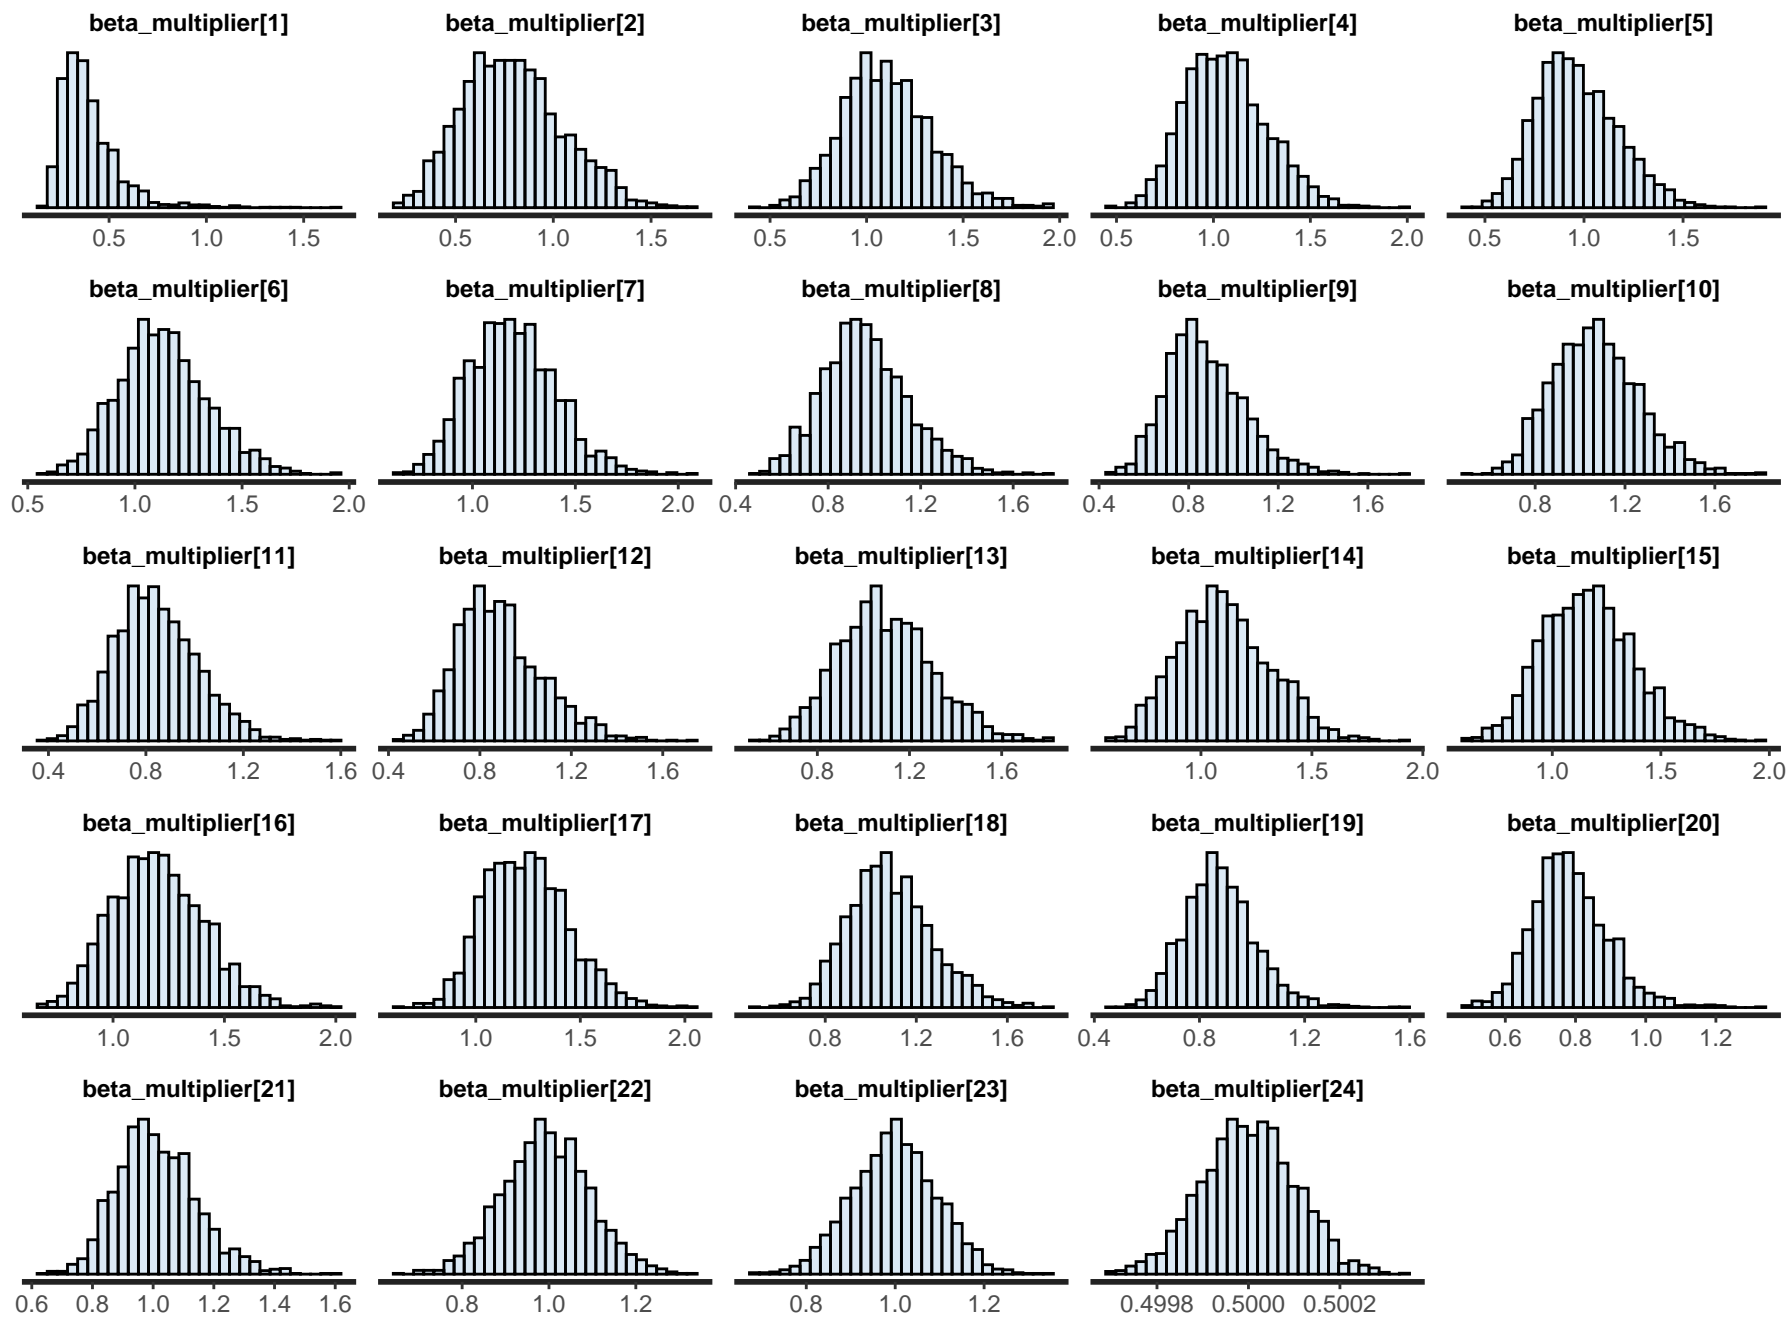 beta_multiplier[1] beta_multiplier[2] beta_multiplier[3] beta_multiplier[4] beta_multiplier[5]
0.5 1.0 1.5 0.5 1.0 1.5 0.5 1.0 1.5 2.0 0.5 1.0 1.5 2.0 0.5 1.0 1.5
beta_multiplier[6] beta_multiplier[7] beta_multiplier[8] beta_multiplier[9] beta_multiplier[10]
0.5 1.0 1.5 2.0 1.0 1.5 2.0 0.4 0.8 1.2 1.6 0.4 0.8 1.2 1.6 0.8 1.2 1.6
beta_multiplier[11] beta_multiplier[12] beta_multiplier[13] beta_multiplier[14] beta_multiplier[15]
0.4 0.8 1.2 1.6 0.4 0.8 1.2 1.6 0.8 1.2 1.6 1.0 1.5 2.0 1.0 1.5 2.0
beta_multiplier[16] beta_multiplier[17] beta_multiplier[18] beta_multiplier[19] beta_multiplier[20]
1.0 1.5 2.0 1.0 1.5 2.0 0.8 1.2 1.6 0.4 0.8 1.2 1.6 0.6 0.8 1.0 1.2
beta_multiplier[21] beta_multiplier[22] beta_multiplier[23] beta_multiplier[24]
0.6 0.8 1.0 1.2 1.4 1.6 0.8 1.0 1.2 0.8 1.0 1.2 0.4998 0.5000 0.5002